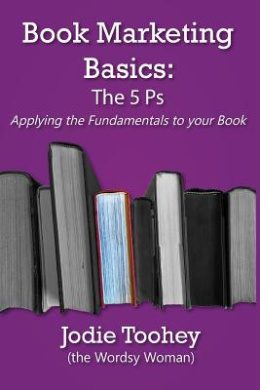 Book Marketing
Basics:
The 5 Ps
Applying the Fundamentals to your Book
Jodie Toohey
(the Wordsy Woman)